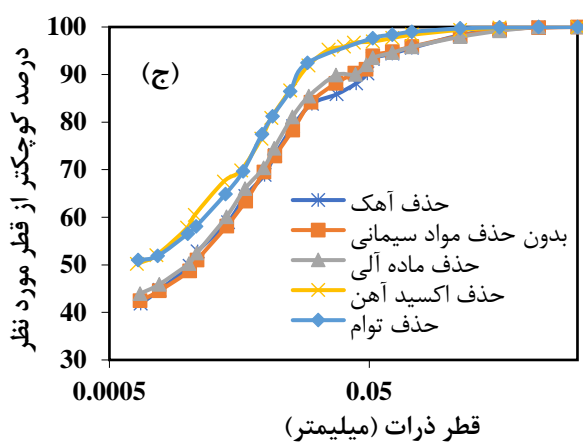 100
90
80
70
60
50
40
30
درصد کوچکتر از قطر مورد نظر
(ج)
حذف آهک
بدون حذف مواد سیمانی
حذف ماده آلی
حذف اکسید آهن
حذف توام
0.0005
0.05
قطر ذرات (میلیمتر)